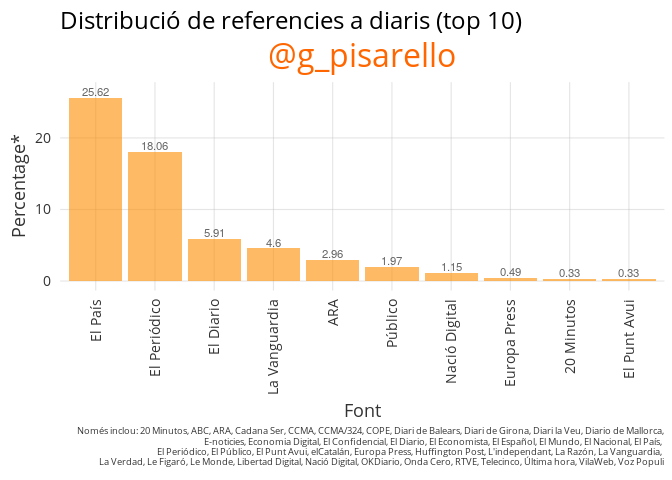 Distribució de referencies a diaris (top 10)
@g_pisarello
Percentage*
20
10
0
25.62
18.06
5.91
4.6
2.96
1.97
1.15
0.49
0.33
0.33
El País
El Periódico
El Diario
La Vanguardia
ARA
Público
Nació Digital
Europa Press
20 Minutos
El Punt Avui
Font
Només inclou: 20 Minutos, ABC, ARA, Cadana Ser, CCMA, CCMA/324, COPE, Diari de Balears, Diari de Girona, Diari la Veu, Diario de Mallorca,
E-noticies, Economia Digital, El Confidencial, El Diario, El Economista, El Español, El Mundo, El Nacional, El País,
El Periódico, El Público, El Punt Avui, elCatalán, Europa Press, Huffington Post, L'independant, La Razón, La Vanguardia,
La Verdad, Le Figaró, Le Monde, Libertad Digital, Nació Digital, OKDiario, Onda Cero, RTVE, Telecinco, Última hora, VilaWeb, Voz Populi